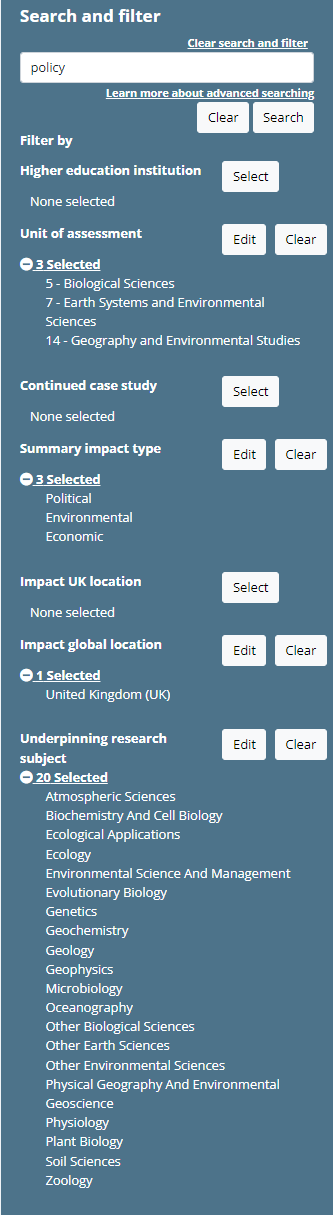 Search and filter
Clear search and filter
policy
Learn more about advanced searching
Clear Search
Filter by
Higher education institution Select
None selected
Unit of assessment Edit Clear
3 Selected
5 - Biological Sciences
7 - Earth Systems and Environmental
Sciences
14 - Geography and Environmental Studies
Continued case study Select
None selected
Summary impact type Edit Clear
3 Selected
Political
Environmental
Economic
Impact UK location Select
None selected
Impact global location Edit Clear
1 Selected
United Kingdom (UK)
Underpinning research Edit Clear
subject
20 Selected
Atmospheric Sciences
Biochemistry And Cell Biology
Ecological Applications
Ecology
Environmental Science And Management
Evolutionary Biology
Genetics
Geochemistry
Geology
Geophysics
Microbiology
Oceanography
Other Biological Sciences
Other Earth Sciences
Other Environmental Sciences
Physical Geography And Environmental
Geoscience
Physiology
Plant Biology
Soil Sciences
Zoology